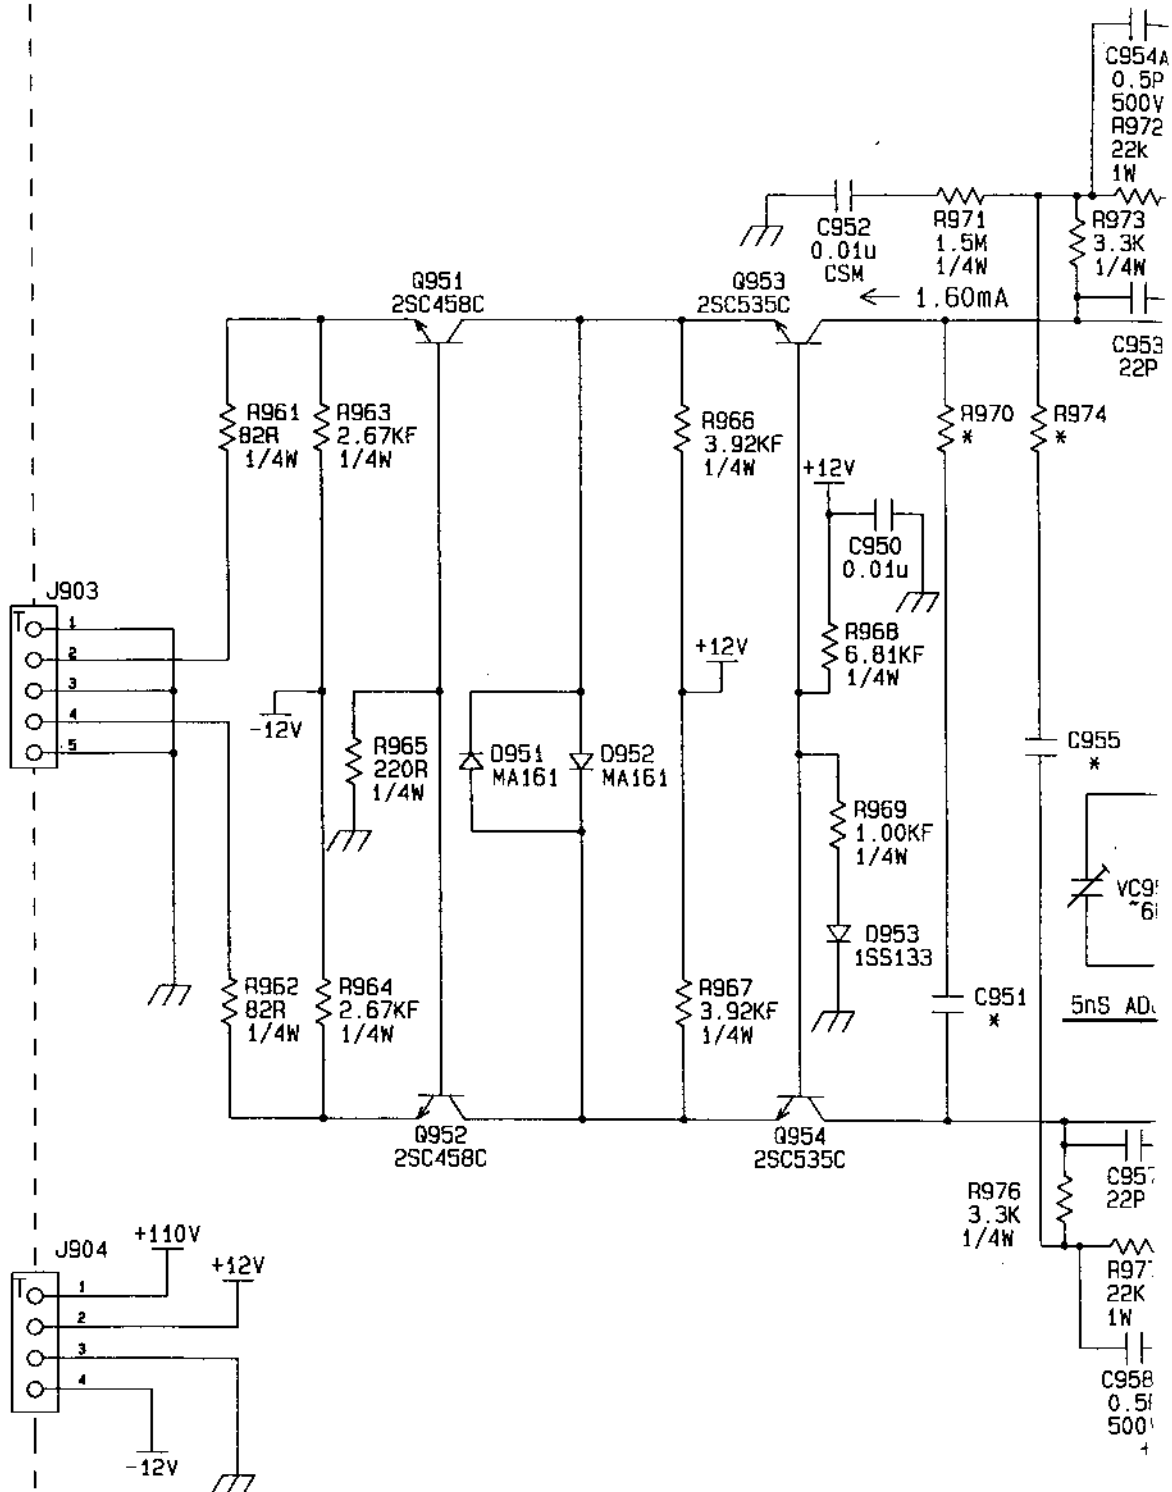 C954A
0.5P
500V
R972
22K
1W
C952
0.01u
CSM
R971
1.5M
1/4W
R973
3.3K
1/4W
Q951
2SC458C
Q953
2SC535C
← 1.60mA
C953
22P
R961
82R
1/4W
R963
2.67KF
1/4W
R966
3.92KF
1/4W
R970
*
R974
*
+12V
C950
0.01u
J903
T
1
2
3
4
5
R968
6.81KF
1/4W
+12V
-12V
R965
220R
1/4W
D951
MA161
D952
MA161
C955
*
R969
1.00KF
1/4W
D953
1SS133
R962
82R
1/4W
R964
2.67KF
1/4W
R967
3.92KF
1/4W
C951
*
5nS
Q952
2SC458C
Q954
2SC535C
22P
R976
3.3K
1/4W
22K
1W
C958
J904
T
1
2
3
4
+110V
+12V
-12V